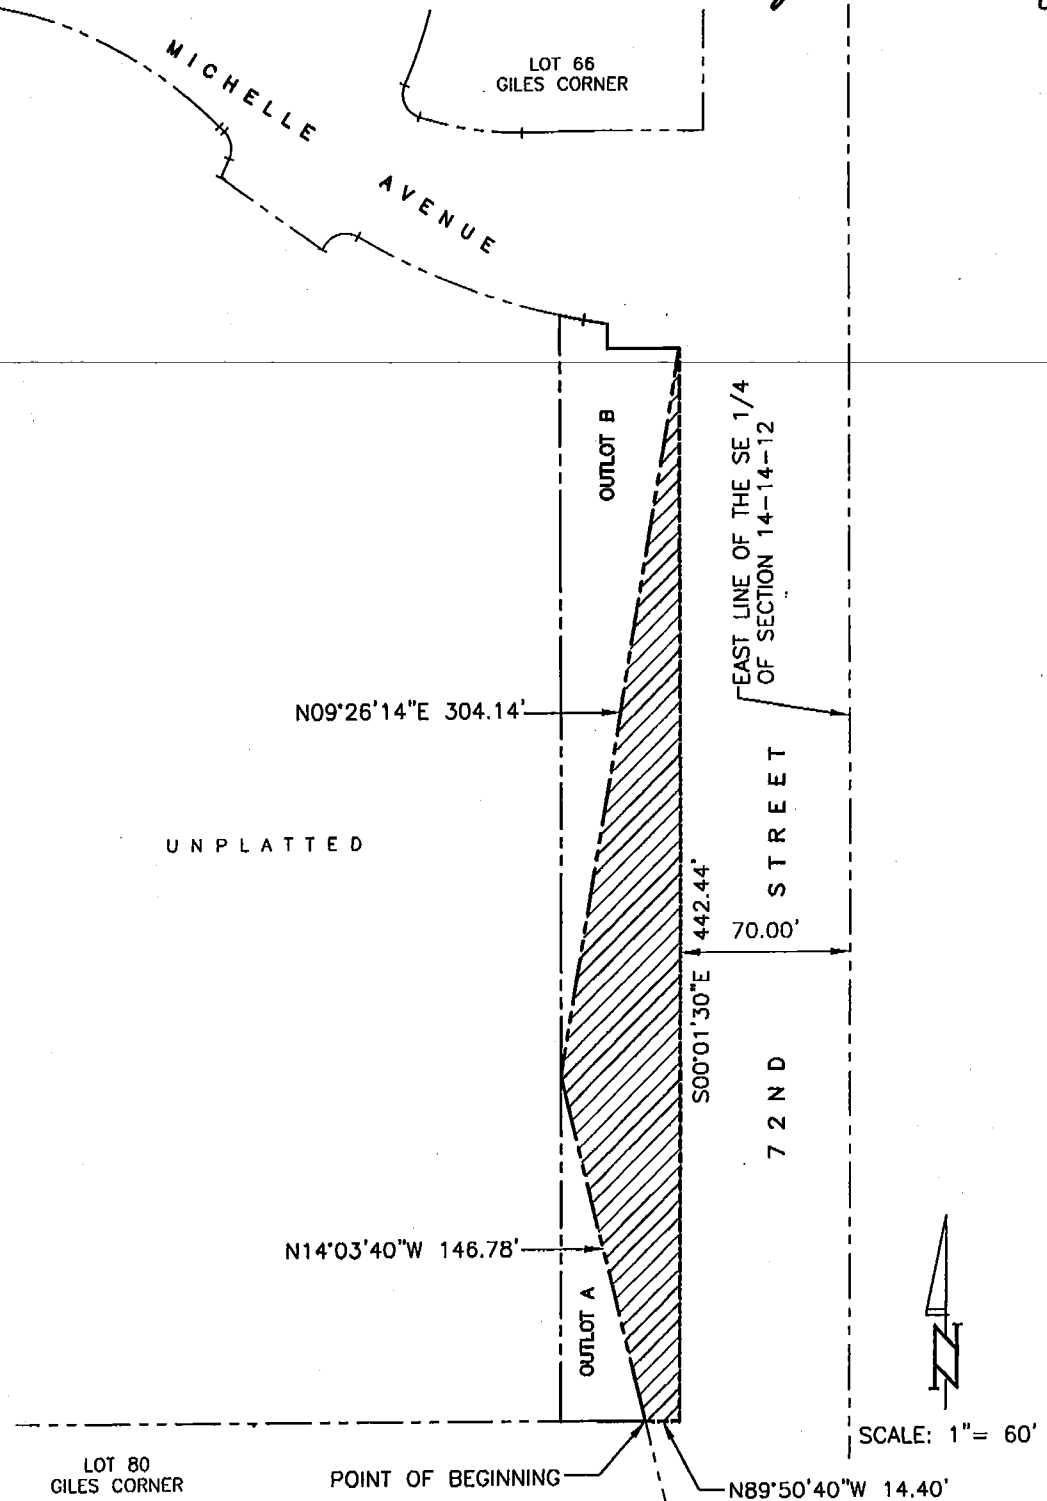 LOT 66
GILES CORNER
MICHELLE
AVENUE
OUTLOT B
EAST LINE OF THE SE 1/4
OF SECTION 14-14-12
N09°26'14"E 304.14'
UNPLATTED
72ND STREET
70.00'
S00°01'30"E 442.44'
N14°03'40"W 146.78'
OUTLOT A
N
SCALE: 1"= 60'
LOT 80
GILES CORNER
POINT OF BEGINNING
N89°50'40"W 14.40'